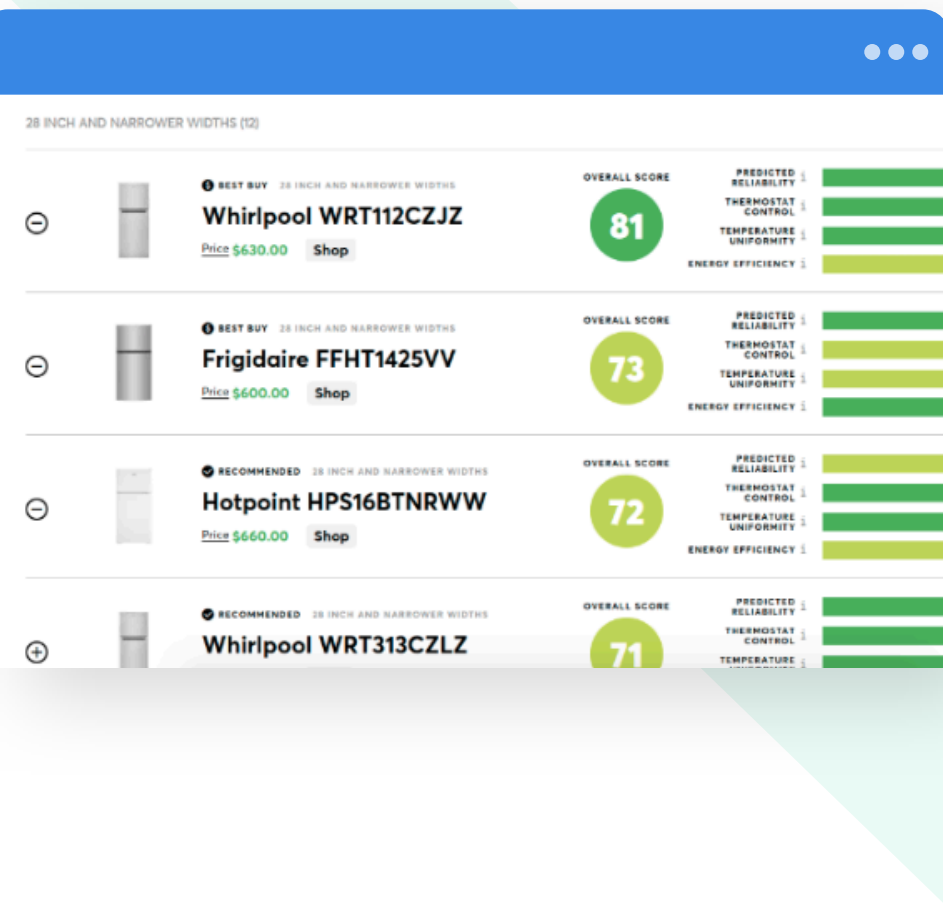 28 INCH AND NARROWER WIDTHS (12)
BEST BUY 28 INCH AND NARROWER WIDTHS
Whirlpool WRT112CZJZ
Price $630.00 Shop
OVERALL SCORE
81
PREDICTED
RELIABILITY i
THERMOSTAT
CONTROL i
TEMPERATURE
UNIFORMITY i
ENERGY EFFICIENCY i
BEST BUY 28 INCH AND NARROWER WIDTHS
Frigidaire FFHT1425VV
Price $600.00 Shop
OVERALL SCORE
73
PREDICTED
RELIABILITY i
THERMOSTAT
CONTROL i
TEMPERATURE
UNIFORMITY i
ENERGY EFFICIENCY i
RECOMMENDED 28 INCH AND NARROWER WIDTHS
Hotpoint HPS16BTNRWW
Price $660.00 Shop
OVERALL SCORE
72
PREDICTED
RELIABILITY i
THERMOSTAT
CONTROL i
TEMPERATURE
UNIFORMITY i
ENERGY EFFICIENCY i
RECOMMENDED 28 INCH AND NARROWER WIDTHS
Whirlpool WRT313CZLZ
OVERALL SCORE
71
PREDICTED
RELIABILITY i
THERMOSTAT
CONTROL i
TEMPERATURE